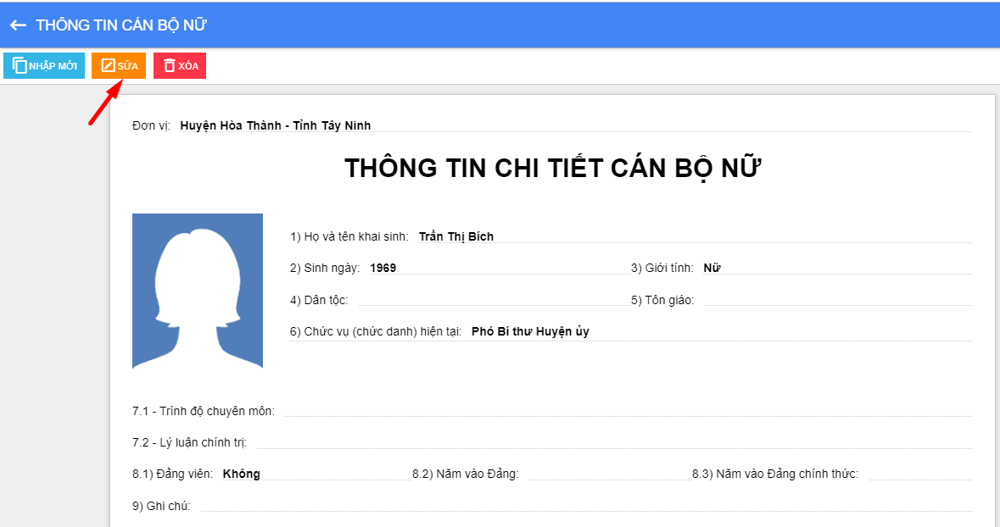 THÔNG TIN CÁN BỘ NỮ
NHẬP MỚI SỬA XÓA
Đơn vị: Huyện Hòa Thành - Tỉnh Tây Ninh
THÔNG TIN CHI TIẾT CÁN BỘ NỮ
1) Họ và tên khai sinh: Trần Thị Bích
2) Sinh ngày: 1969 3) Giới tính: Nữ
4) Dân tộc: 5) Tôn giáo:
6) Chức vụ (chức danh) hiện tại: Phó Bí thư Huyện ủy
7.1 - Trình độ chuyên môn:
7.2 - Lý luận chính trị:
8.1) Đảng viên: Không 8.2) Năm vào Đảng: 8.3) Năm vào Đảng chính thức:
9) Ghi chú: